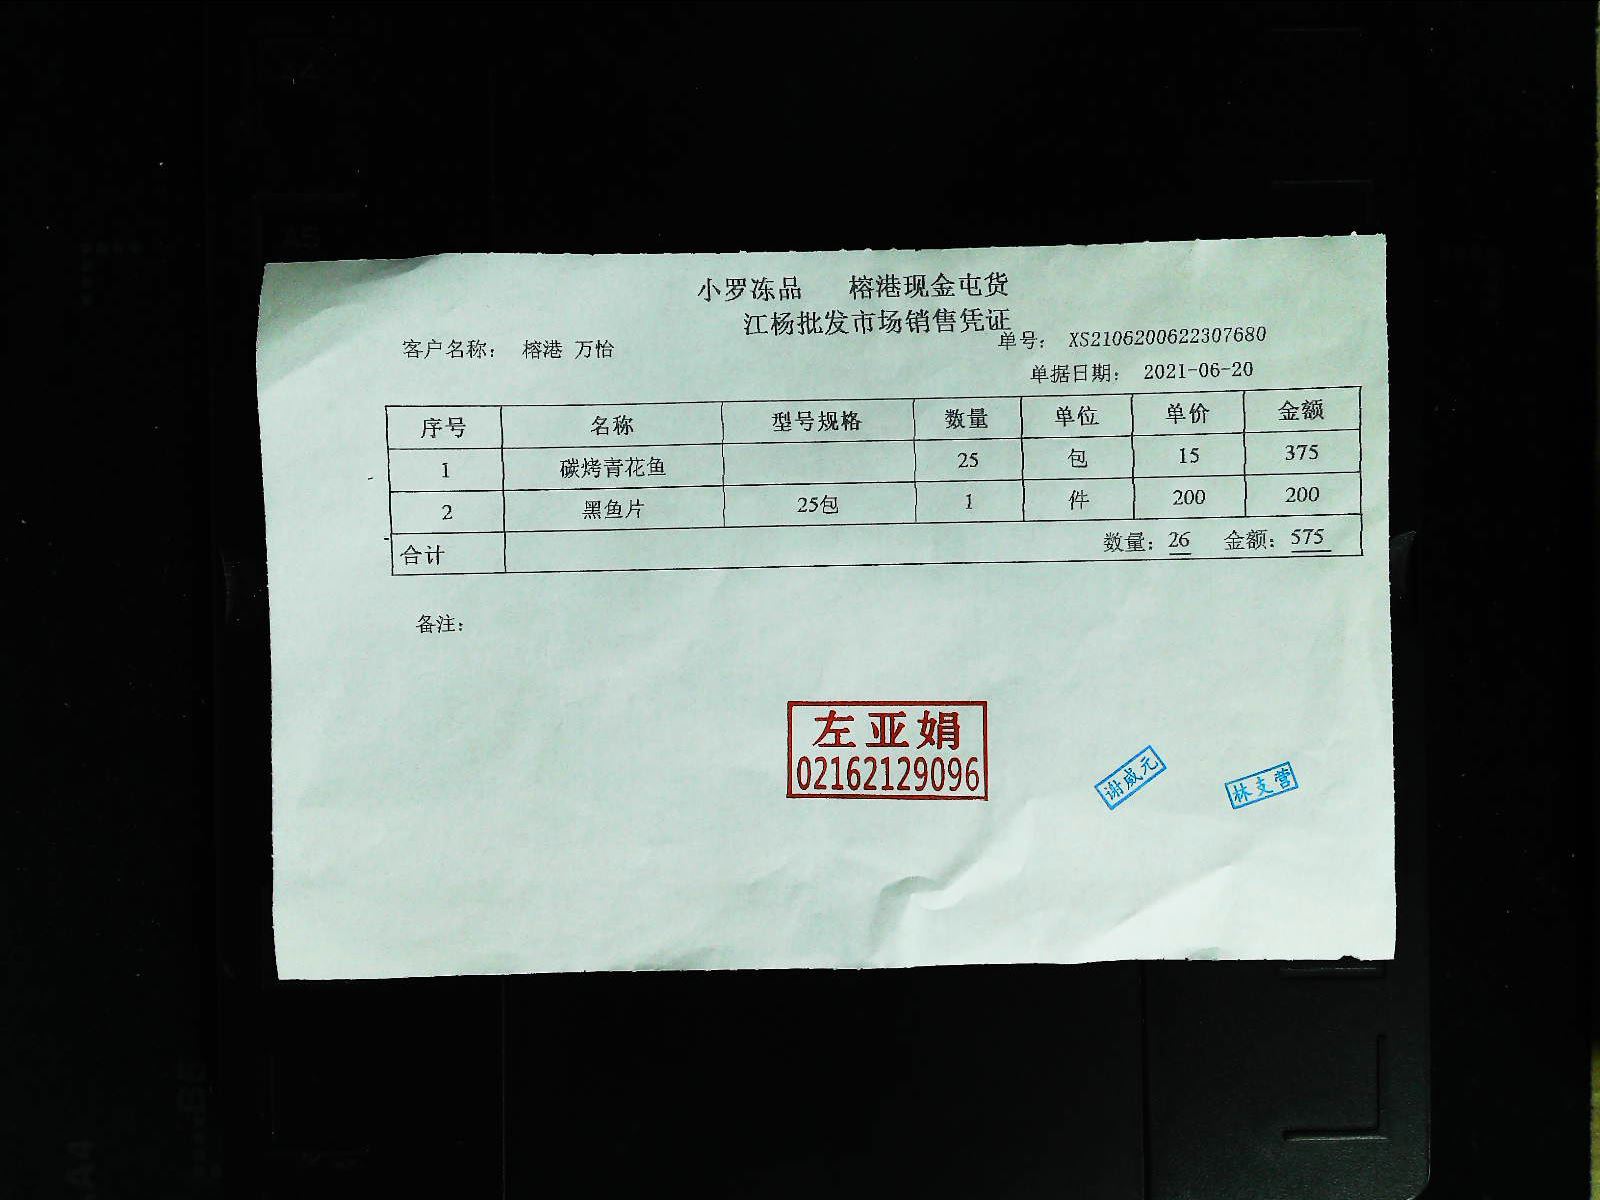 小罗冻品 榕港现金屯货
江杨批发市场销售凭证
客户名称： 榕港 万怡
单号： XS2106200622307680
单据日期： 2021-06-20
序号 名称 型号规格 数量 单位 单价 金额
1 碳烤青花鱼 25 包 15 375
2 黑鱼片 25包 1 件 200 200
合计 数量：26 金额：575
备注：
左亚娟
02162129096
谢威元
林支营
A5
A4
B5